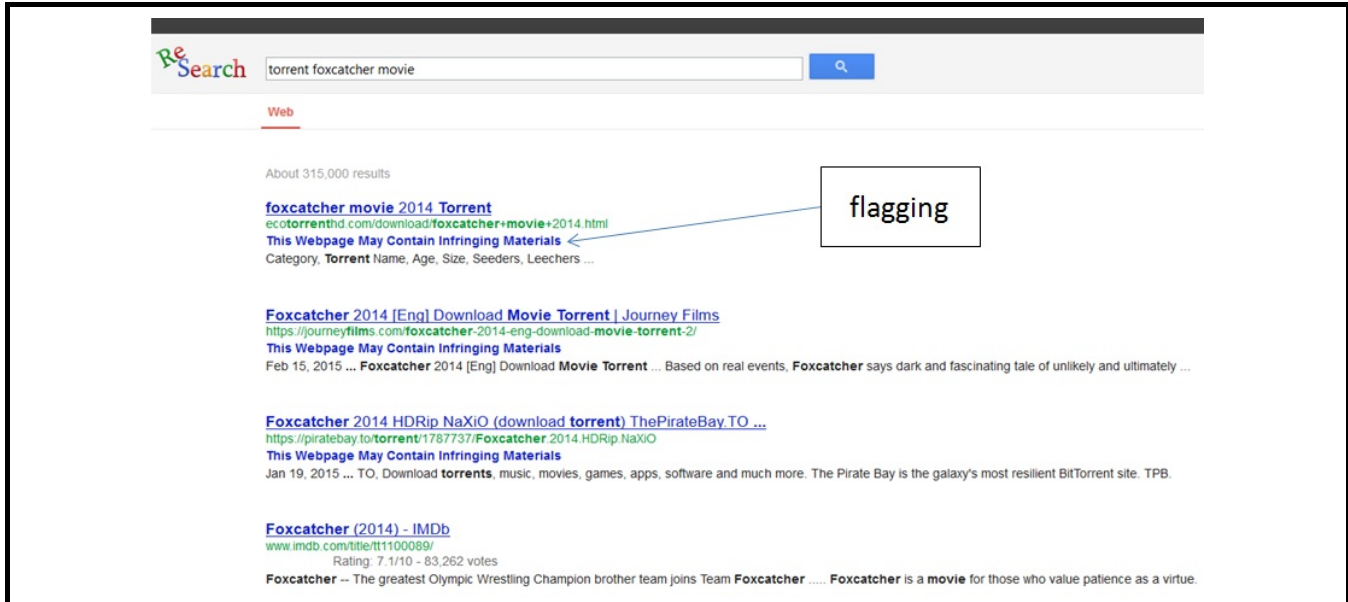 ReSearch
torrent foxcatcher movie
Web
About 315,000 results
flagging
foxcatcher movie 2014 Torrent
ecotorrenthd.com/download/foxcatcher+movie+2014.html
This Webpage May Contain Infringing Materials
Category, Torrent Name, Age, Size, Seeders, Leechers ...
Foxcatcher 2014 [Eng] Download Movie Torrent | Journey Films
https://journeyfilms.com/foxcatcher-2014-eng-download-movie-torrent-2/
This Webpage May Contain Infringing Materials
Feb 15, 2015 ... Foxcatcher 2014 [Eng] Download Movie Torrent ... Based on real events, Foxcatcher says dark and fascinating tale of unlikely and ultimately ...
Foxcatcher 2014 HDRip NaXiO (download torrent) ThePirateBay.TO ...
https://piratebay.to/torrent/1787737/Foxcatcher.2014.HDRip.NaXiO
This Webpage May Contain Infringing Materials
Jan 19, 2015 ... TO, Download torrents, music, movies, games, apps, software and much more. The Pirate Bay is the galaxy's most resilient BitTorrent site. TPB.
Foxcatcher (2014) - IMDb
www.imdb.com/title/tt1100089/
Rating: 7.1/10 - 83,262 votes
Foxcatcher -- The greatest Olympic Wrestling Champion brother team joins Team Foxcatcher ..... Foxcatcher is a movie for those who value patience as a virtue.